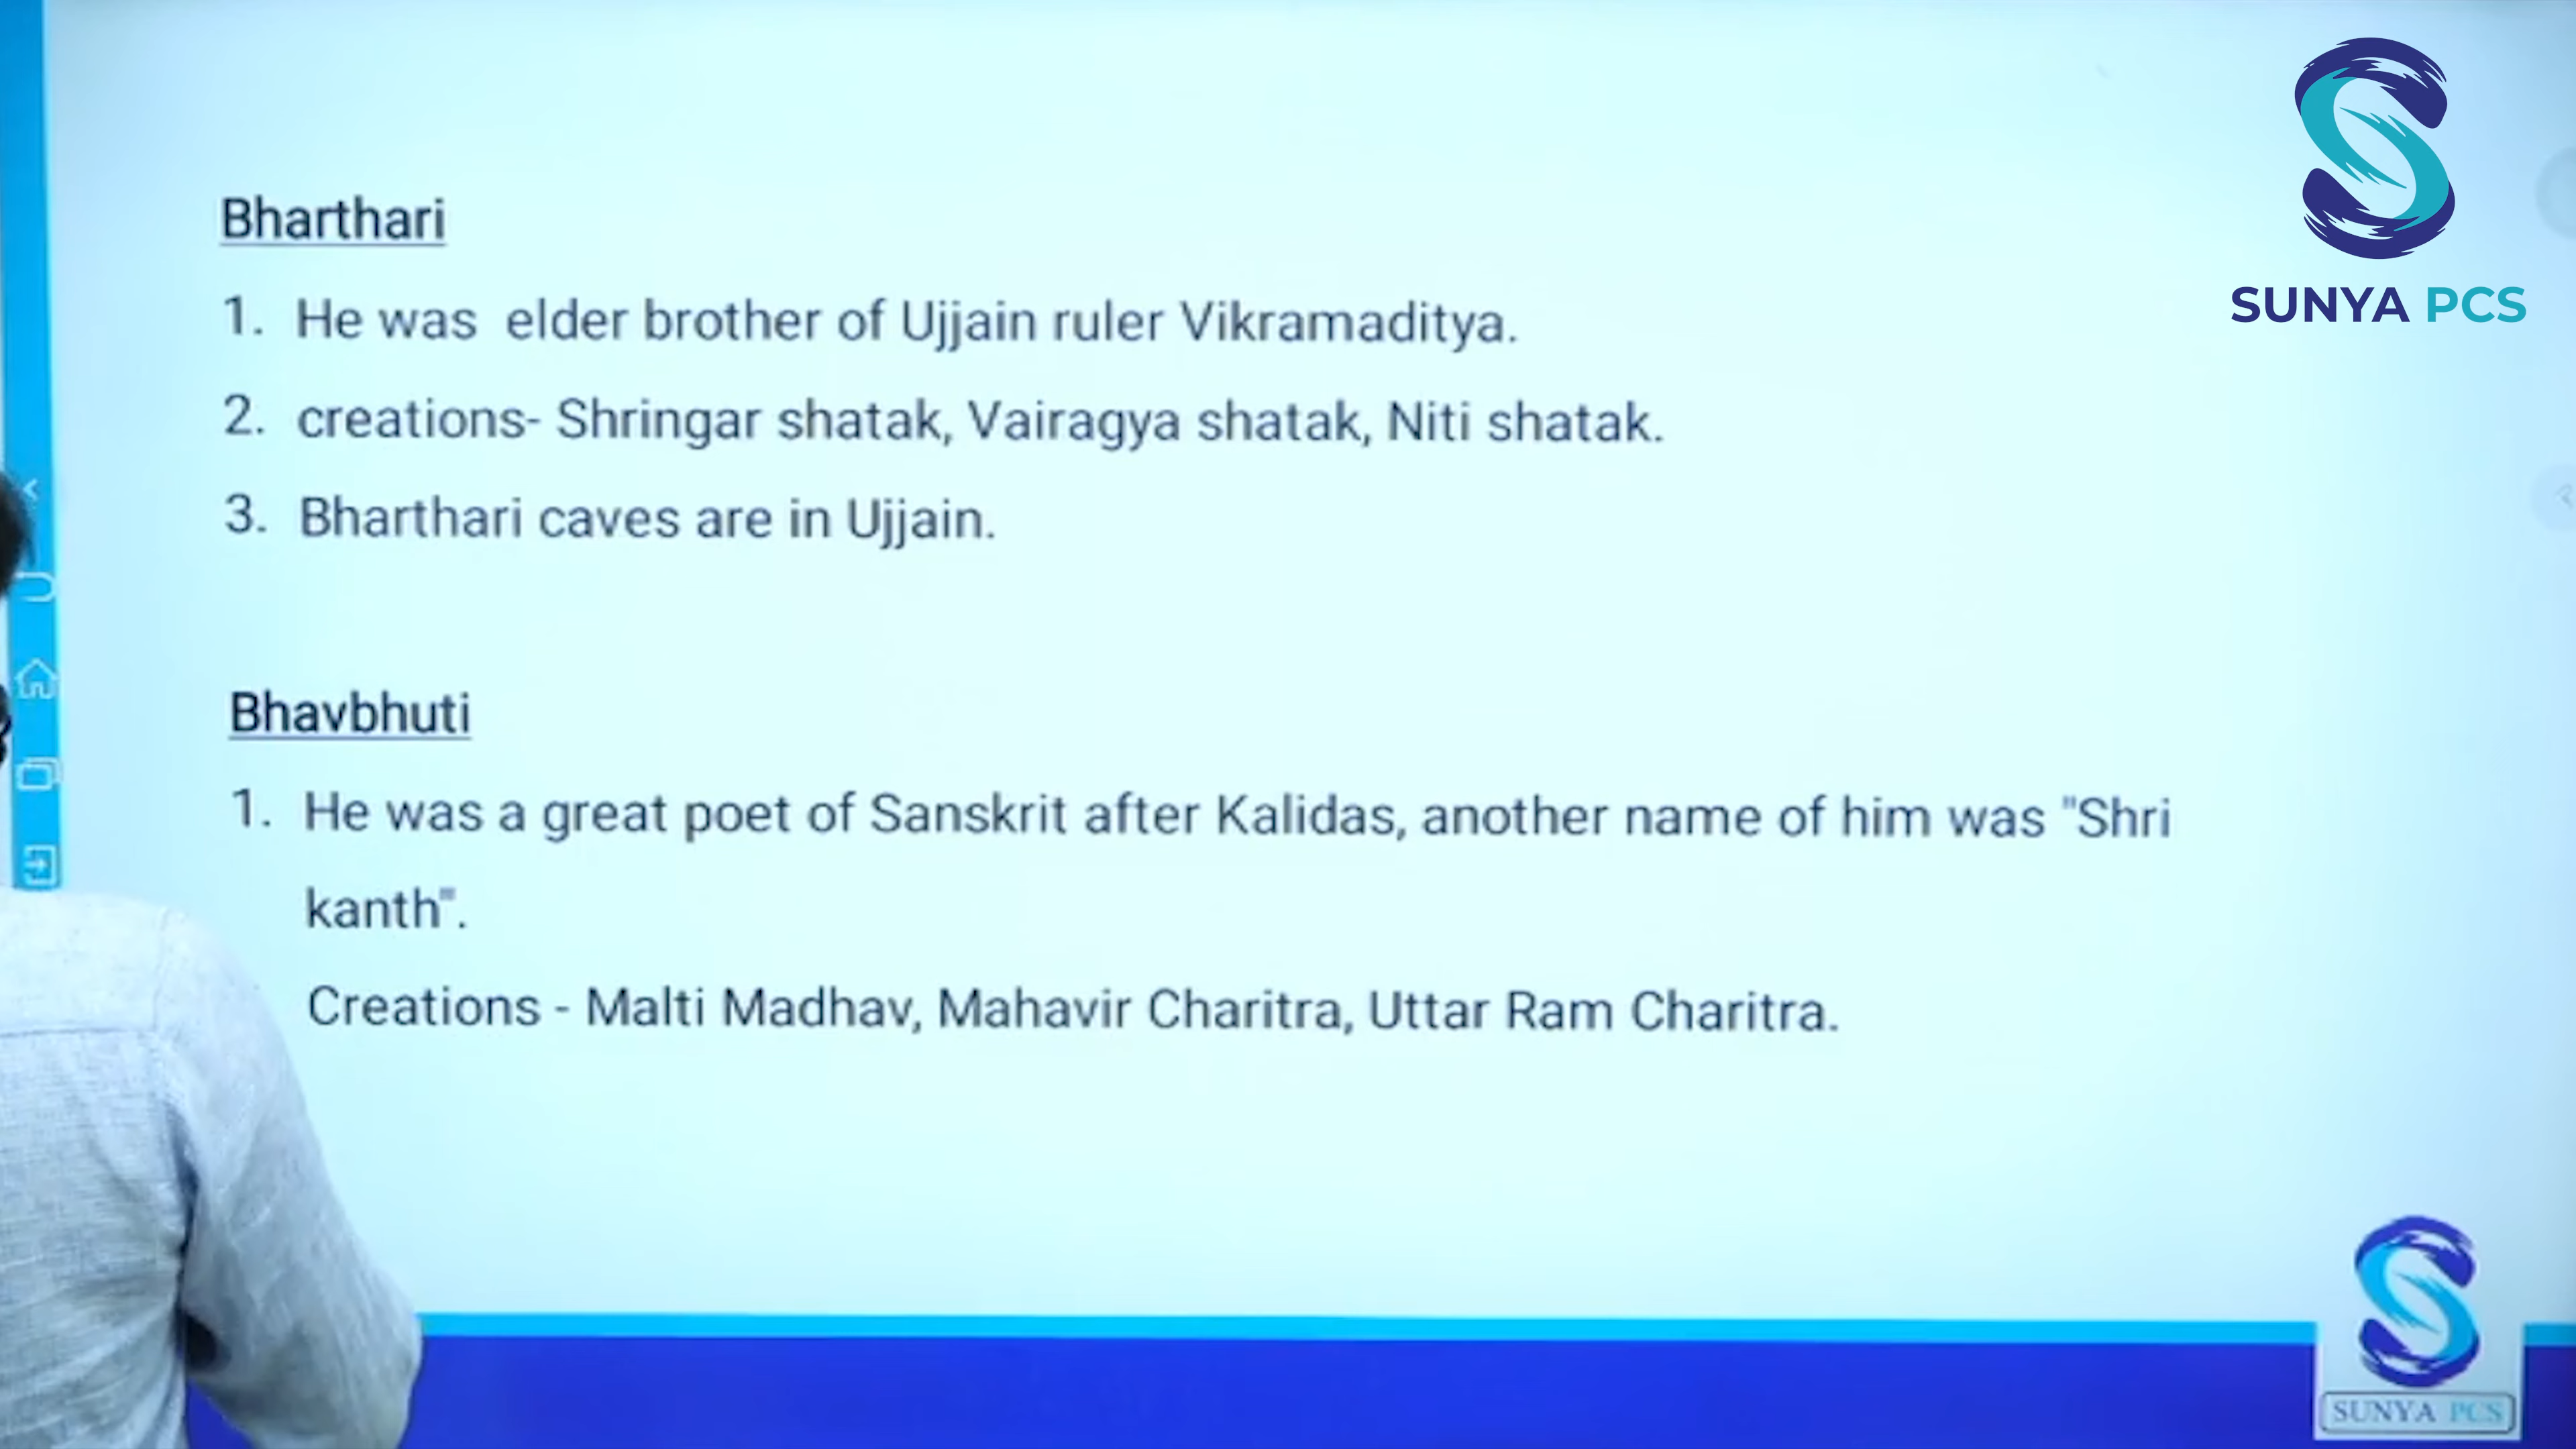 SUNYA PCS
Bharthari
1. He was elder brother of Ujjain ruler Vikramaditya.
2. creations- Shringar shatak, Vairagya shatak, Niti shatak.
3. Bharthari caves are in Ujjain.
Bhavbhuti
1. He was a great poet of Sanskrit after Kalidas, another name of him was "Shri
kanth".
Creations - Malti Madhav, Mahavir Charitra, Uttar Ram Charitra.
SUNYA PCS